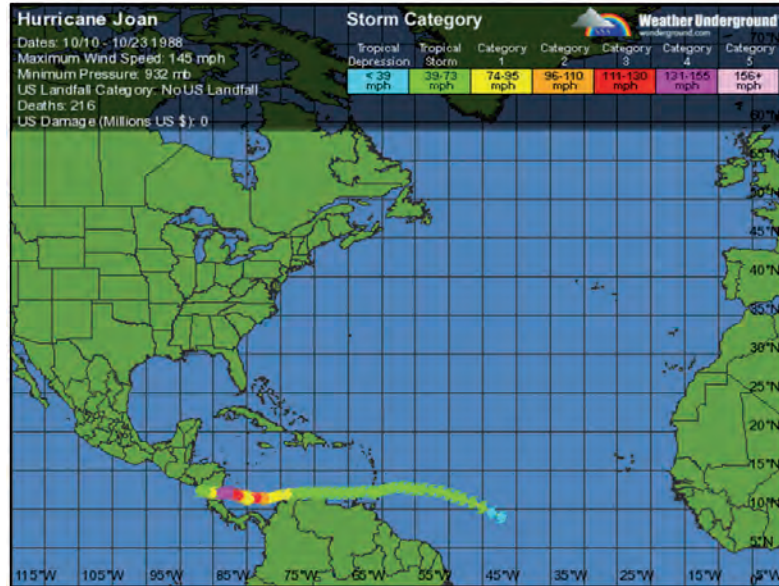 Hurricane Joan
Dates: 10/10 - 10/23 1988
Maximum Wind Speed: 145 mph
Minimum Pressure: 932 mb
US Landfall Category: No US Landfall
Deaths: 216
US Damage (Millions US $): 0
Storm Category
Weather Underground
wonderground.com
Tropical Depression
Tropical Storm
Category 1
Category 2
Category 3
Category 4
Category 5
< 39 mph
39-73 mph
74-95 mph
96-110 mph
111-130 mph
131-155 mph
156+ mph
70°N
60°N
55°N
50°N
45°N
40°N
35°N
30°N
25°N
20°N
15°N
10°N
5°N
115°W
105°W
95°W
85°W
75°W
65°W
55°W
45°W
35°W
25°W
15°W
5°W